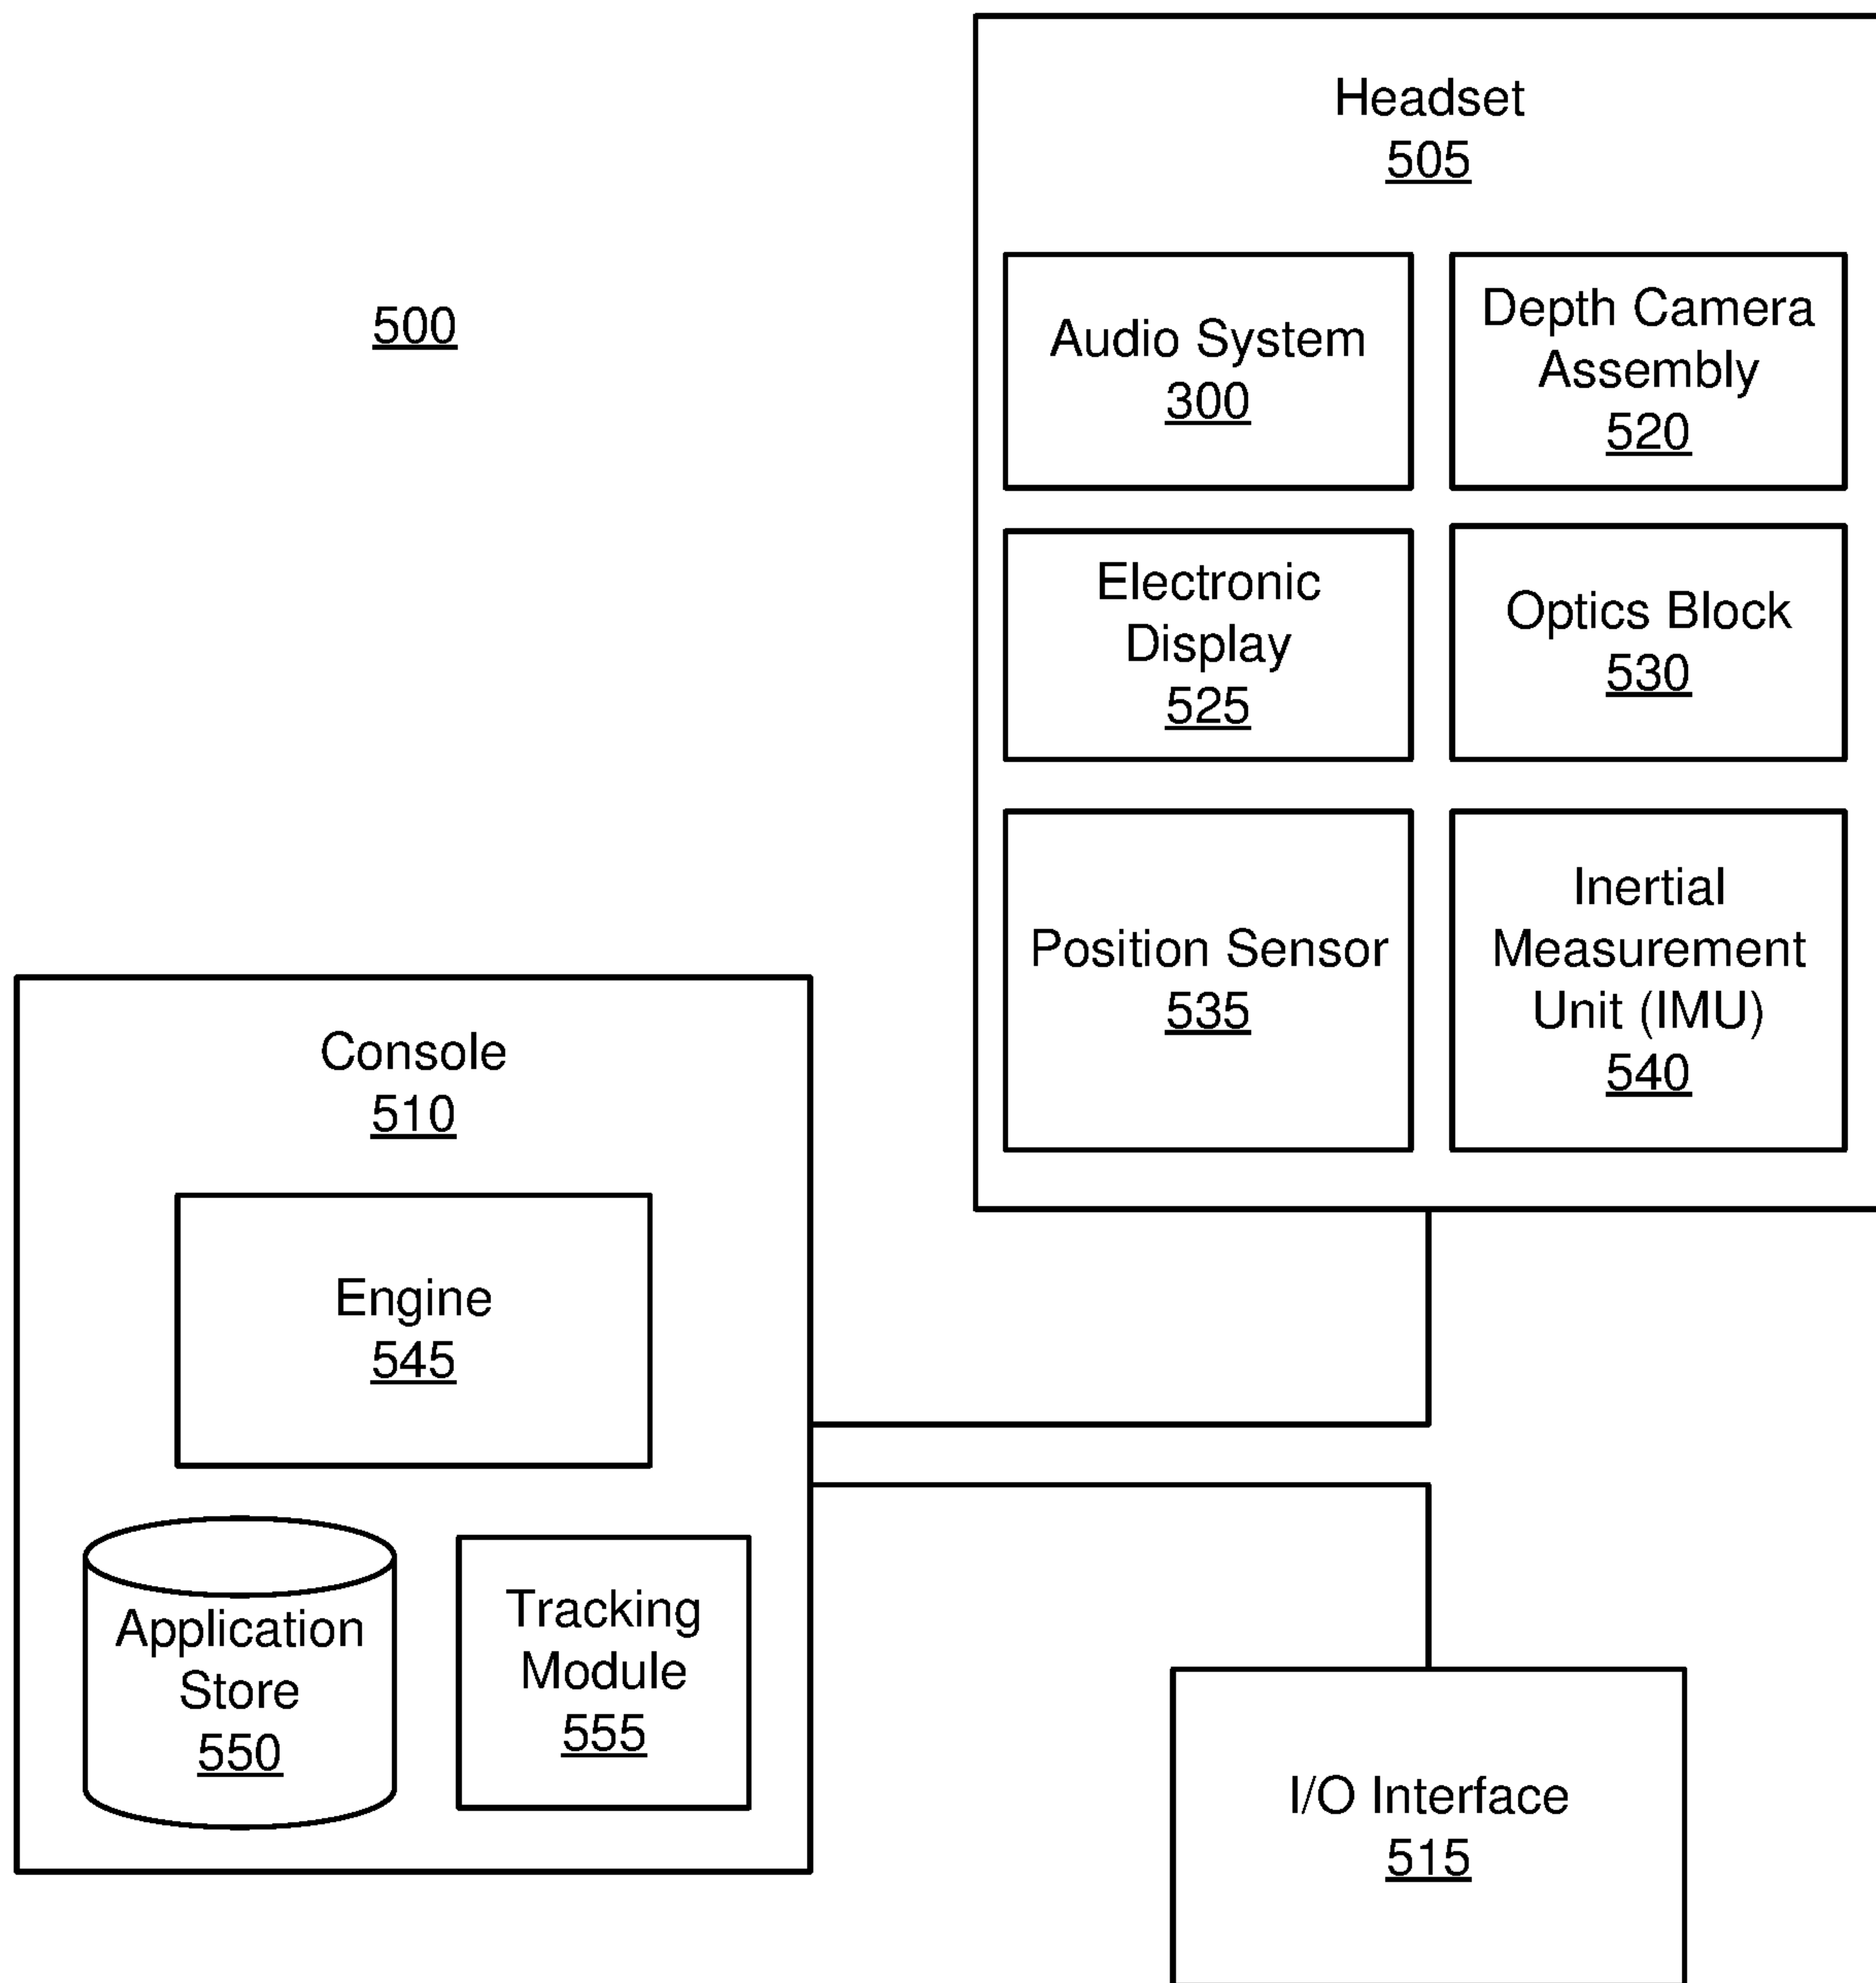 500
Headset
505
Audio System
300
Depth Camera
Assembly
520
Electronic
Display
525
Optics Block
530
Position Sensor
535
Inertial
Measurement
Unit (IMU)
540
Console
510
Engine
545
Application
Store
550
Tracking
Module
555
I/O Interface
515